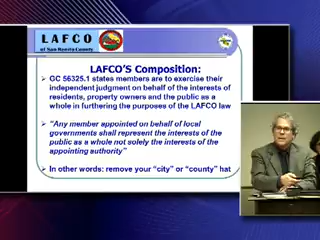 LAFCO
of San Benito County
LAFCO'S Composition:
➢ GC 56325.1 states members are to exercise their
independent judgment on behalf of the interests of
residents, property owners and the public as a
whole in furthering the purposes of the LAFCO law
➢ "Any member appointed on behalf of local
governments shall represent the interests of the
public as a whole not solely the interests of the
appointing authority"
➢ In other words: remove your "city" or "county" hat